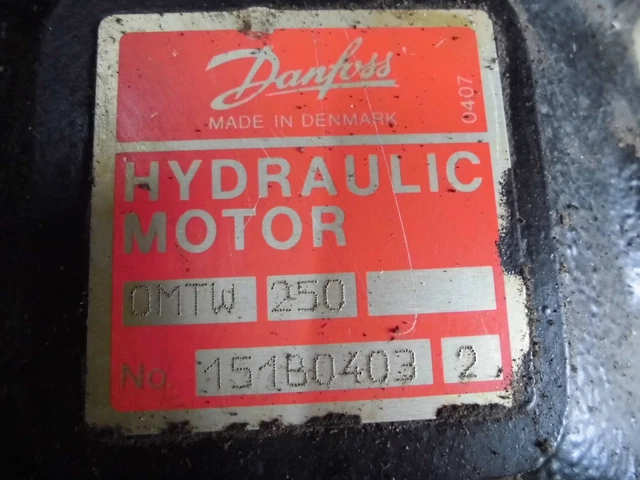 Danfoss
MADE IN DENMARK
0407
HYDRAULIC
MOTOR
OMTW 250
No. 151B0403 2